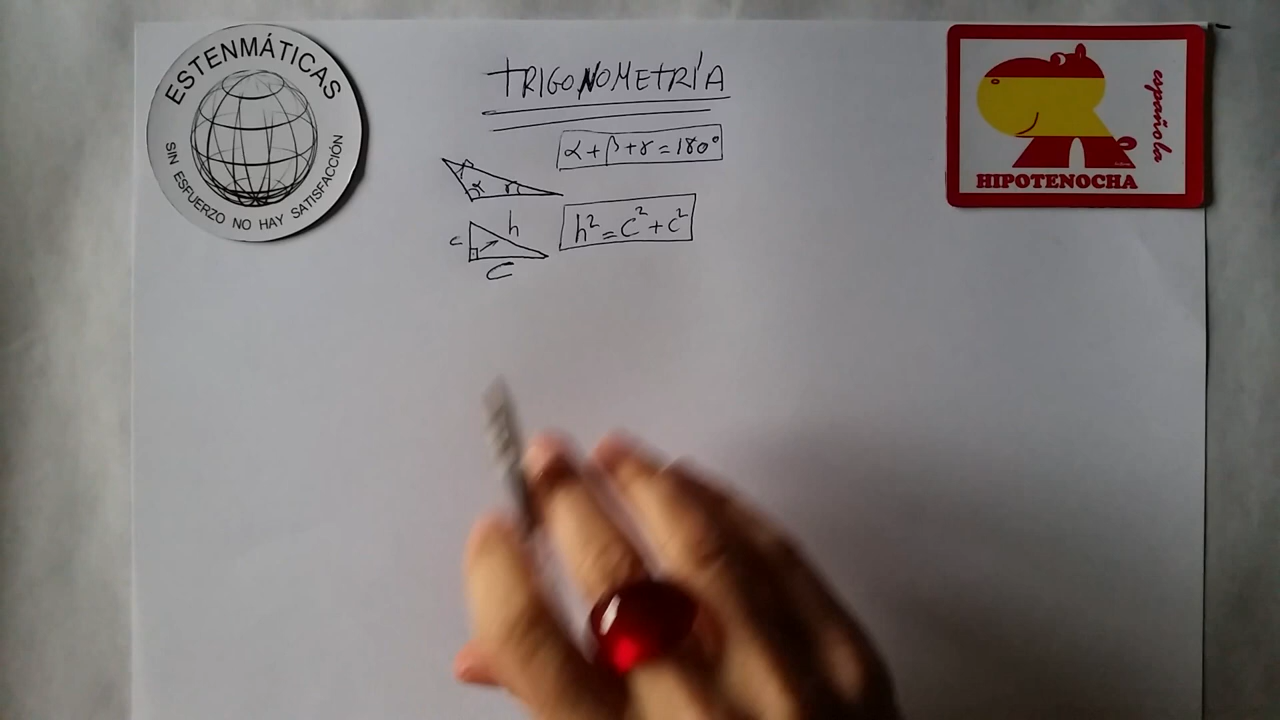 ESTENMÁTICAS
SIN ESFUERZO NO HAY SATISFACCIÓN
TRIGONOMETRÍA
α+β+γ=180°
α γ
h
c
C
h²=c²+c²
española
HIPOTENOCHA